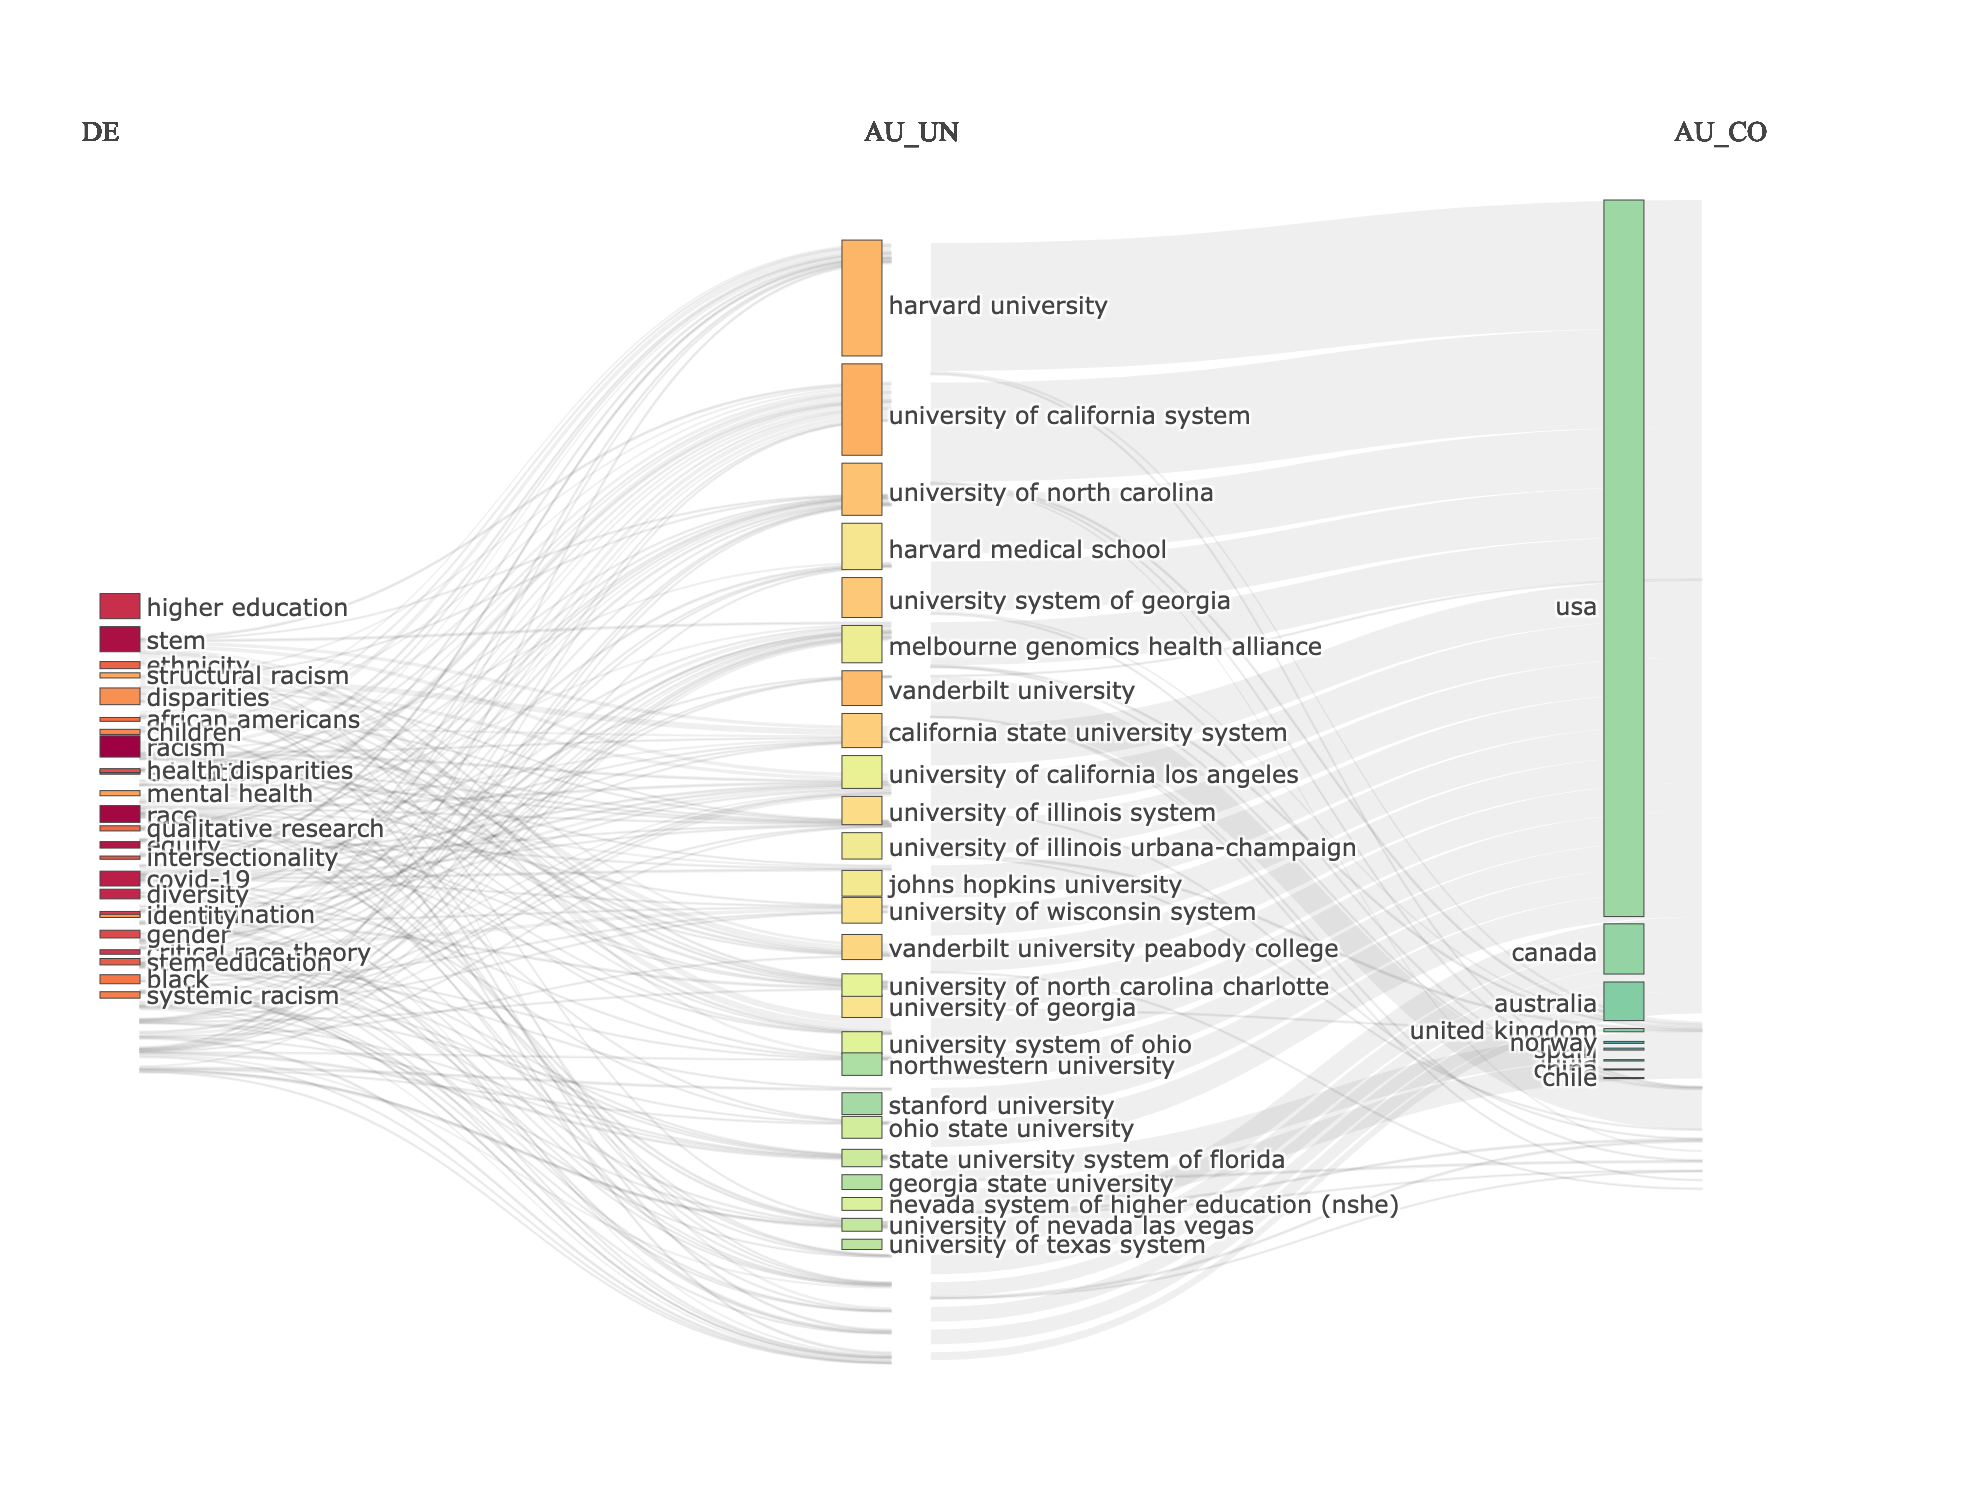 DE
AU_UN
AU_CO
higher education
stem
ethnicity
structural racism
disparities
african americans
children
racism
health disparities
mental health
race
qualitative research
equity
intersectionality
covid-19
diversity
identity
gender
critical race theory
stem education
black
systemic racism
harvard university
university of california system
university of north carolina
harvard medical school
university system of georgia
melbourne genomics health alliance
vanderbilt university
california state university system
university of california los angeles
university of illinois system
university of illinois urbana-champaign
johns hopkins university
university of wisconsin system
vanderbilt university peabody college
university of north carolina charlotte
university of georgia
university system of ohio
northwestern university
stanford university
ohio state university
state university system of florida
georgia state university
nevada system of higher education (nshe)
university of nevada las vegas
university of texas system
usa
canada
australia
united kingdom
norway
spain
china
chile